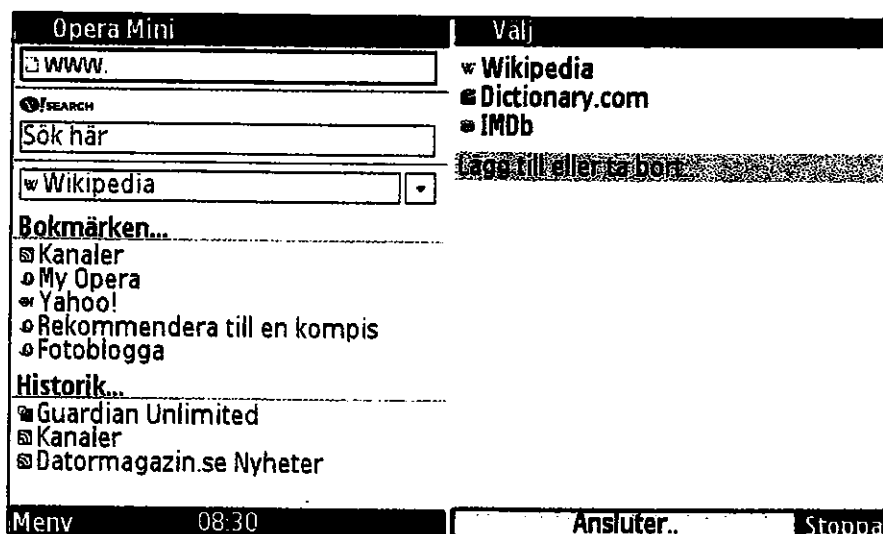 Opera Mini
www.
Y! SEARCH
Sök här
Wikipedia
Bokmärken...
Kanaler
My Opera
Yahoo!
Rekommendera till en kompis
Fotoblogga
Historik...
Guardian Unlimited
Kanaler
Datormagazin.se Nyheter
Meny 08:30
Välj
Wikipedia
Dictionary.com
IMDb
Lägg till eller ta bort...
Ansluter.. Stoppa